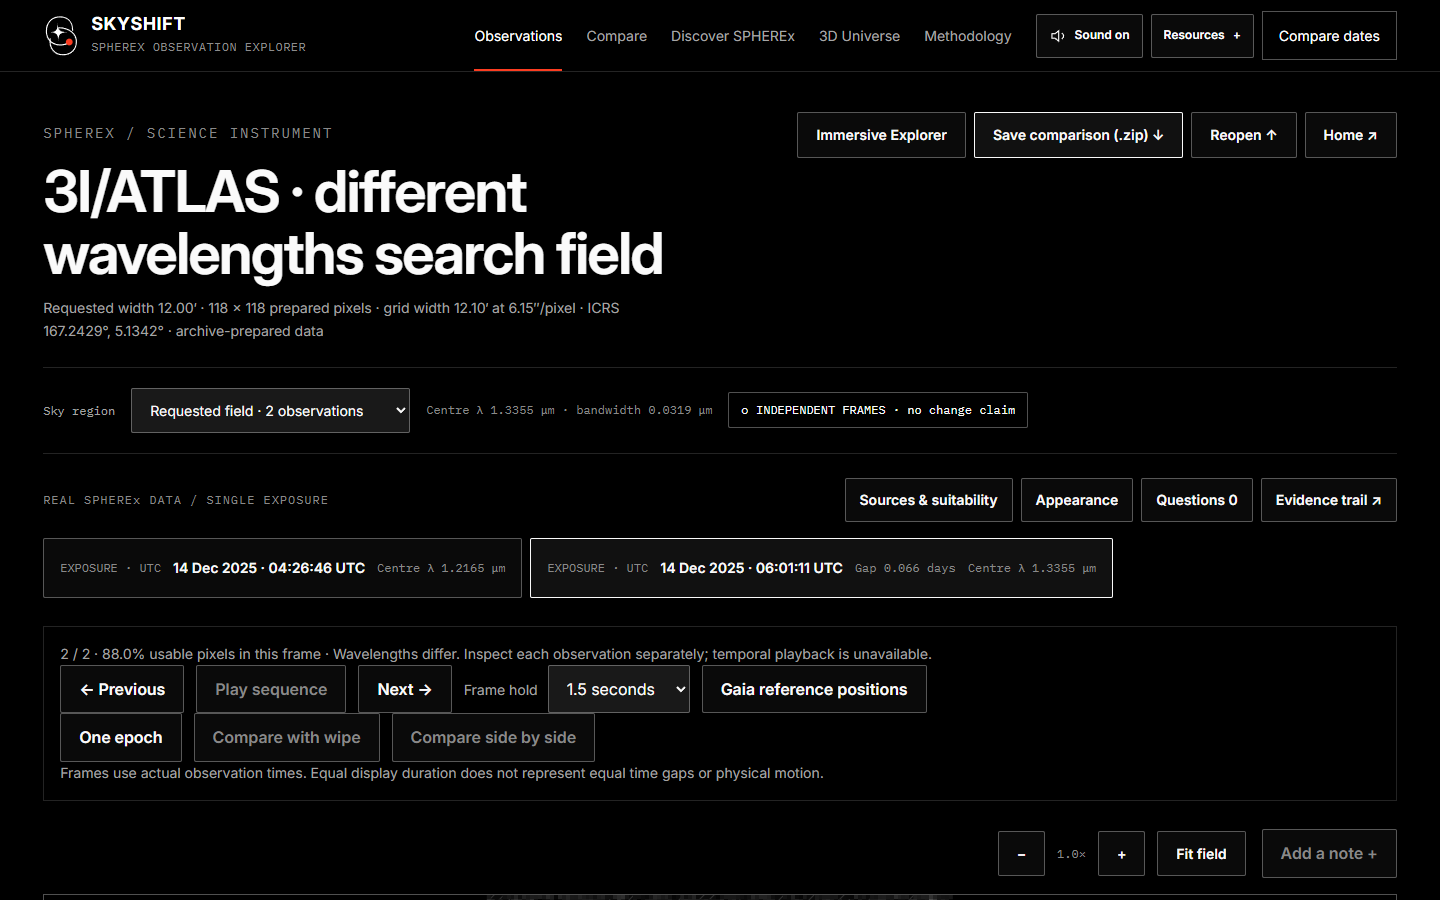 SKYSHIFT
SPHEREX OBSERVATION EXPLORER
Observations
Compare
Discover SPHEREx
3D Universe
Methodology
Sound on
Resources +
Compare dates
SPHEREX / SCIENCE INSTRUMENT
Immersive Explorer
Save comparison (.zip) ↓
Reopen ↑
Home ↗
3I/ATLAS · different
wavelengths search field
Requested width 12.00′ · 118 × 118 prepared pixels · grid width 12.10′ at 6.15″/pixel · ICRS
167.2429°, 5.1342° · archive-prepared data
Sky region
Requested field · 2 observations
Centre λ 1.3355 µm · bandwidth 0.0319 µm
o INDEPENDENT FRAMES · no change claim
REAL SPHEREx DATA / SINGLE EXPOSURE
Sources & suitability
Appearance
Questions 0
Evidence trail ↗
EXPOSURE · UTC 14 Dec 2025 · 04:26:46 UTC Centre λ 1.2165 µm
EXPOSURE · UTC 14 Dec 2025 · 06:01:11 UTC Gap 0.066 days Centre λ 1.3355 µm
2 / 2 · 88.0% usable pixels in this frame · Wavelengths differ. Inspect each observation separately; temporal playback is unavailable.
← Previous
Play sequence
Next →
Frame hold
1.5 seconds
Gaia reference positions
One epoch
Compare with wipe
Compare side by side
Frames use actual observation times. Equal display duration does not represent equal time gaps or physical motion.
−
1.0×
+
Fit field
Add a note +